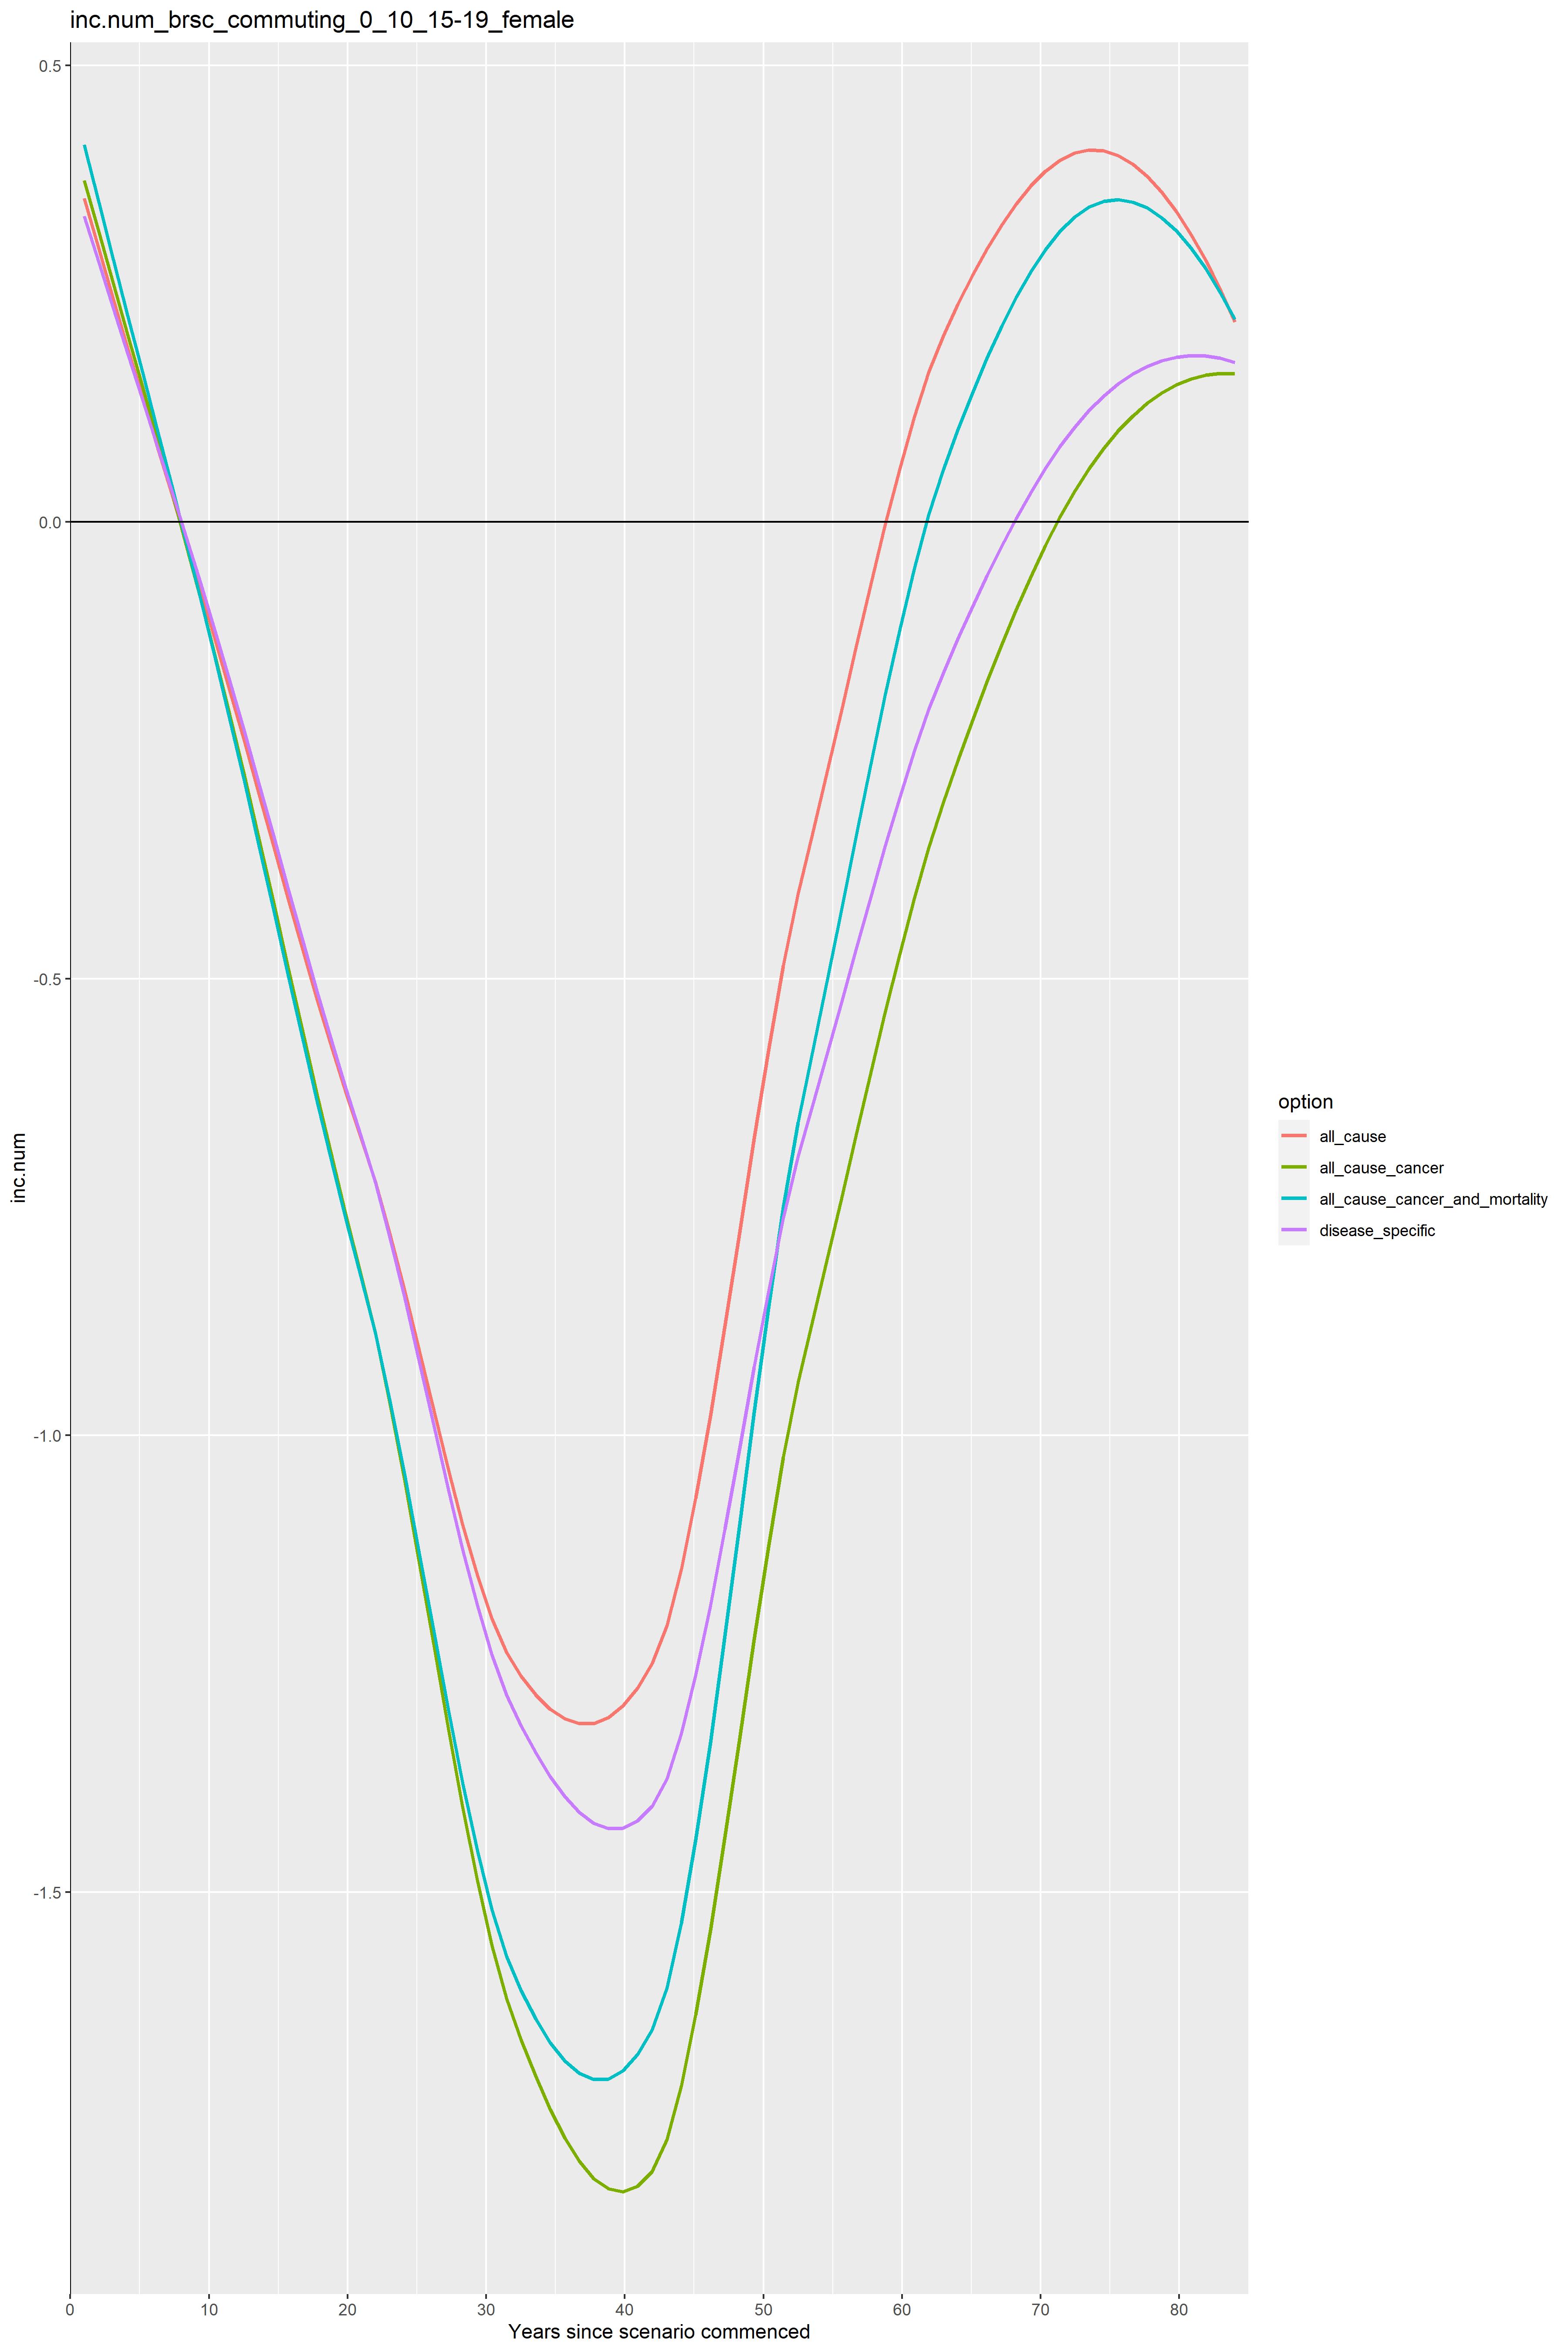 inc.num_brsc_commuting_0_10_15-19_female
0.5
0.0
-0.5
-1.0
-1.5
inc.num
0 10 20 30 40 50 60 70 80
Years since scenario commenced
option
all_cause
all_cause_cancer
all_cause_cancer_and_mortality
disease_specific